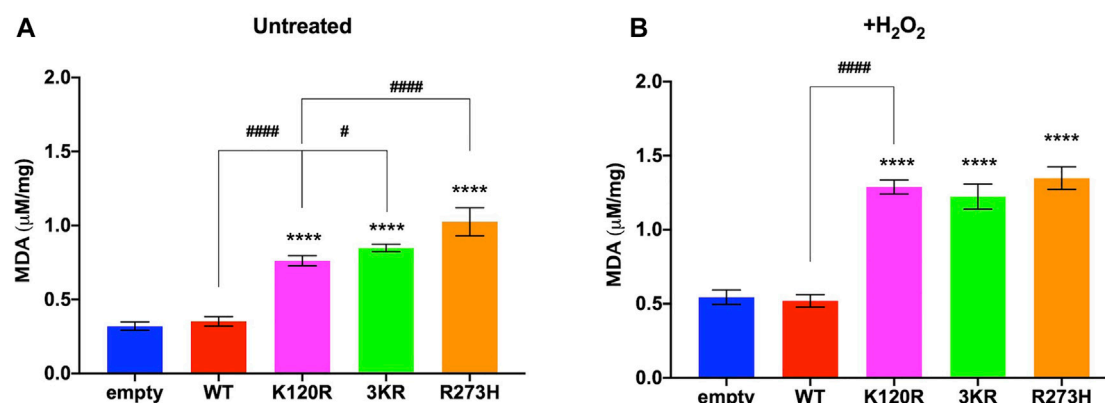 A
Untreated
MDA (μM/mg)
2.0
1.5
1.0
0.5
0.0
####
####
#
****
****
****
empty
WT
K120R
3KR
R273H
B
+H₂O₂
MDA (μM/mg)
2.0
1.5
1.0
0.5
0.0
####
****
****
****
empty
WT
K120R
3KR
R273H